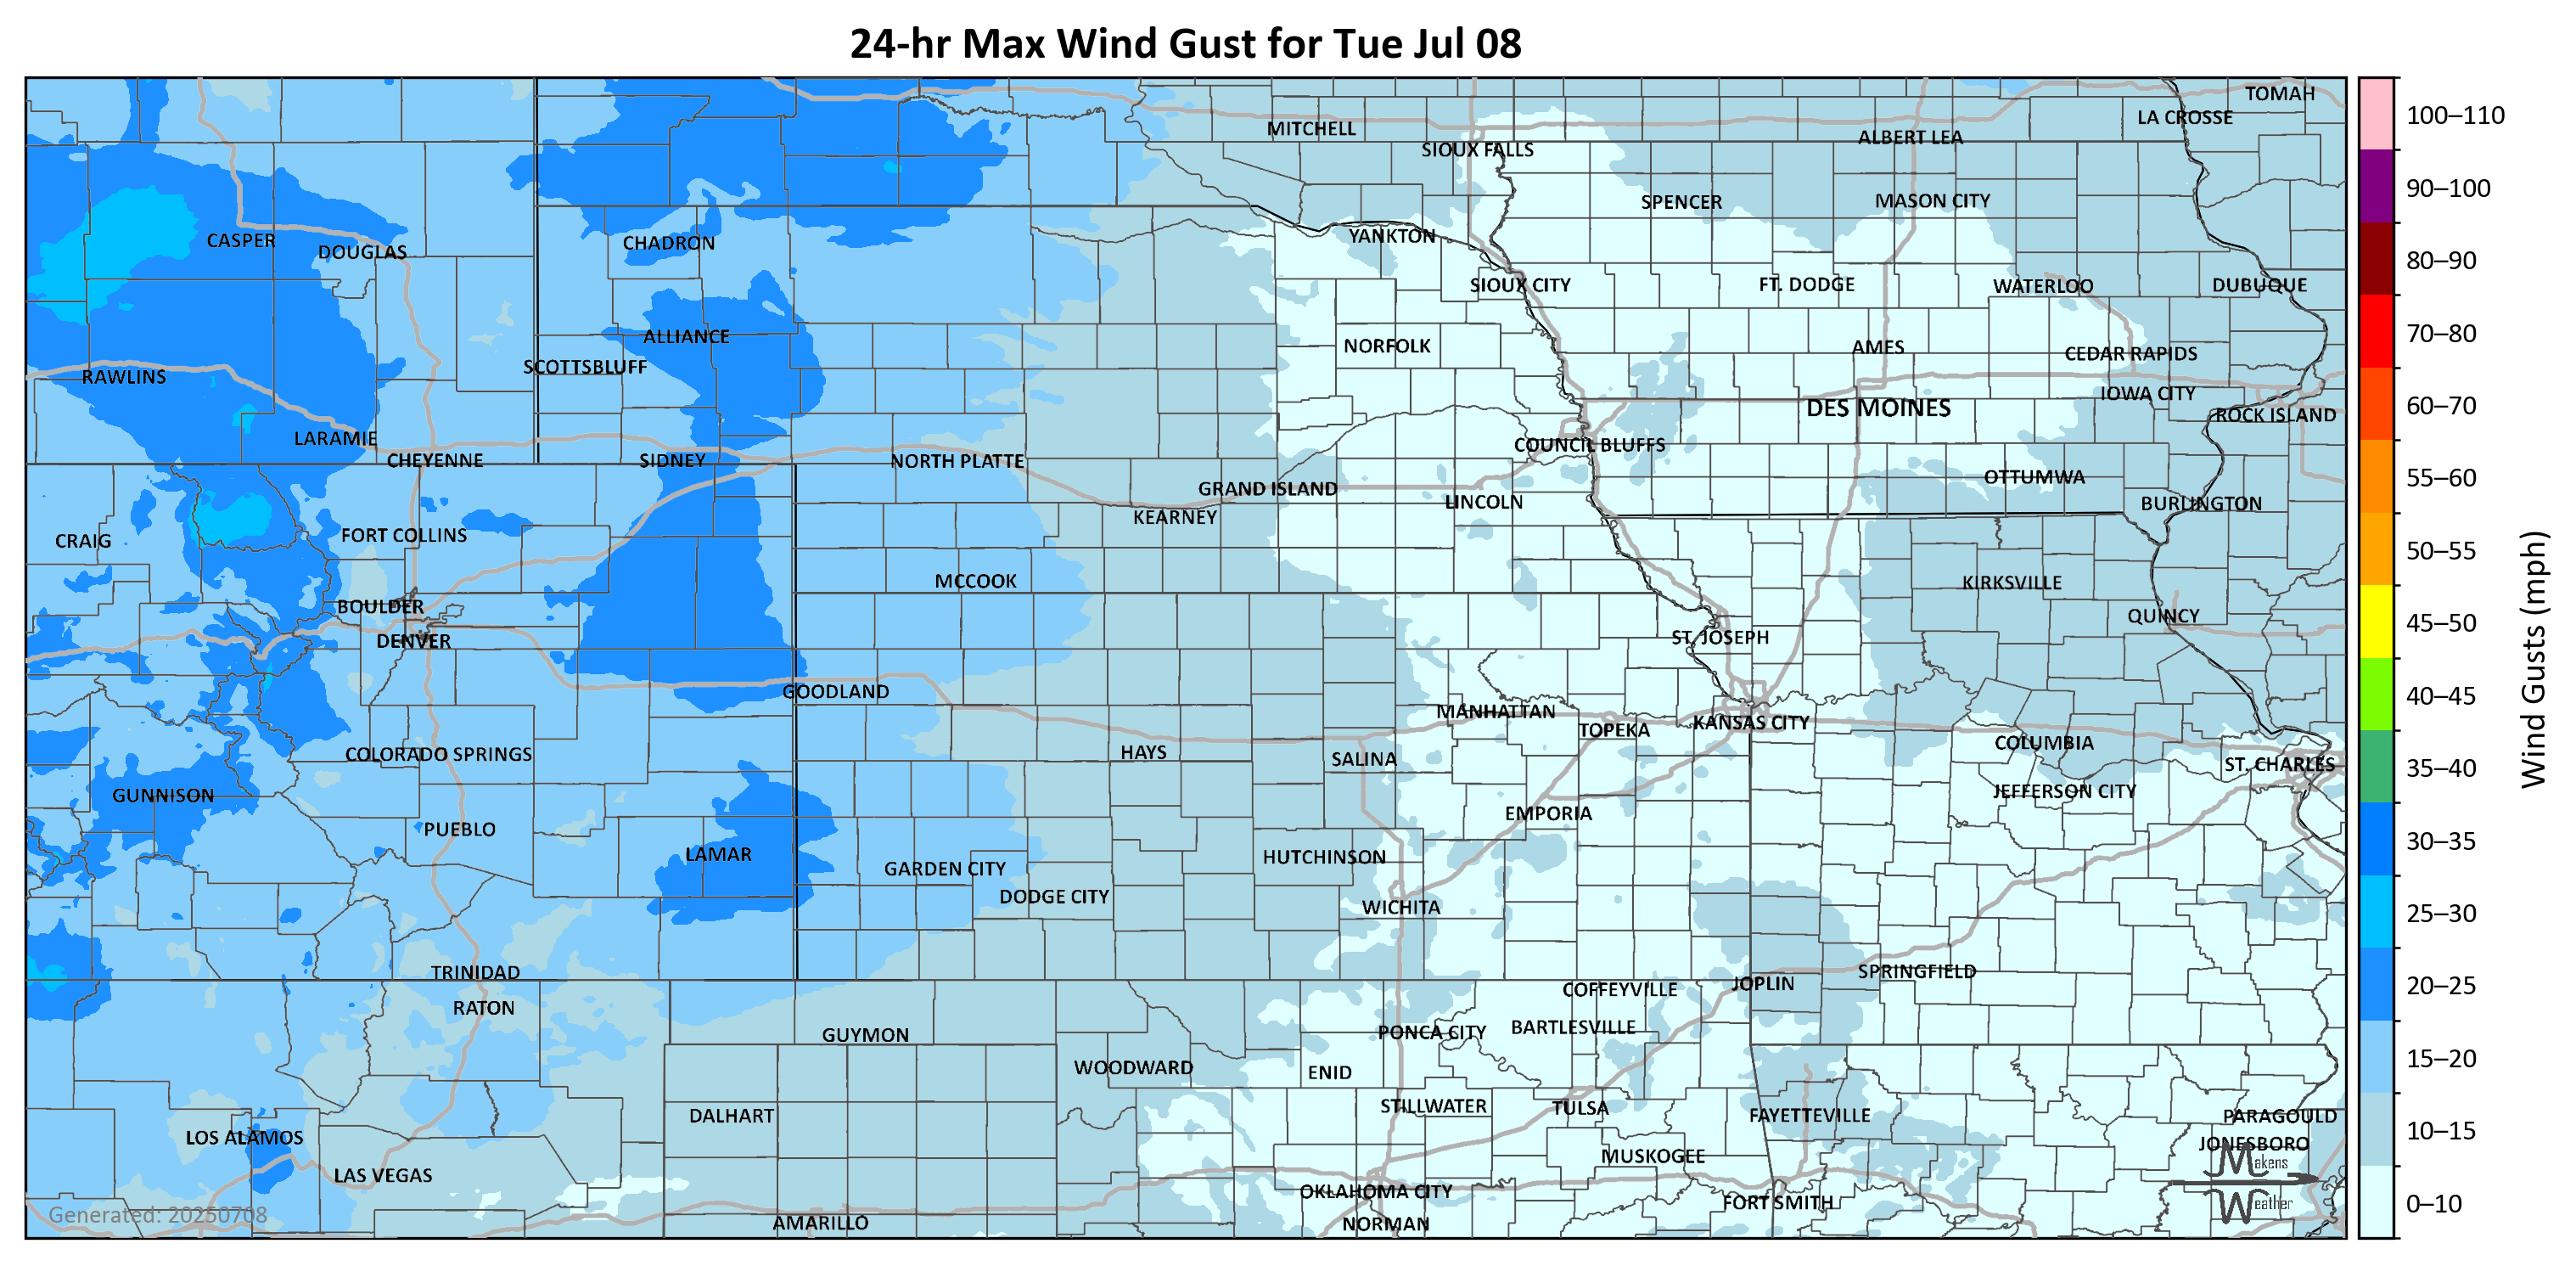 24-hr Max Wind Gust for Tue Jul 08
TOMAH
LA CROSSE
MITCHELL
ALBERT LEA
SIOUX FALLS
SPENCER
MASON CITY
CASPER
DOUGLAS
CHADRON
YANKTON
SIOUX CITY
FT. DODGE
WATERLOO
DUBUQUE
ALLIANCE
NORFOLK
AMES
CEDAR RAPIDS
SCOTTSBLUFF
RAWLINS
IOWA CITY
DES MOINES
ROCK ISLAND
LARAMIE
COUNCIL BLUFFS
CHEYENNE
SIDNEY
NORTH PLATTE
OTTUMWA
GRAND ISLAND
LINCOLN
BURLINGTON
KEARNEY
CRAIG
FORT COLLINS
MCCOOK
KIRKSVILLE
BOULDER
QUINCY
DENVER
ST. JOSEPH
GOODLAND
MANHATTAN
TOPEKA
KANSAS CITY
COLUMBIA
COLORADO SPRINGS
HAYS
SALINA
ST. CHARLES
GUNNISON
JEFFERSON CITY
EMPORIA
PUEBLO
LAMAR
HUTCHINSON
GARDEN CITY
DODGE CITY
WICHITA
TRINIDAD
SPRINGFIELD
JOPLIN
COFFEYVILLE
RATON
GUYMON
PONCA CITY
BARTLESVILLE
WOODWARD
ENID
DALHART
STILLWATER
TULSA
FAYETTEVILLE
PARAGOULD
LOS ALAMOS
JONESBORO
MUSKOGEE
LAS VEGAS
OKLAHOMA CITY
FORT SMITH
AMARILLO
NORMAN
Makens
Weather
Generated: 20250708
100–110
90–100
80–90
70–80
60–70
55–60
50–55
45–50
40–45
35–40
30–35
25–30
20–25
15–20
10–15
0–10
Wind Gusts (mph)